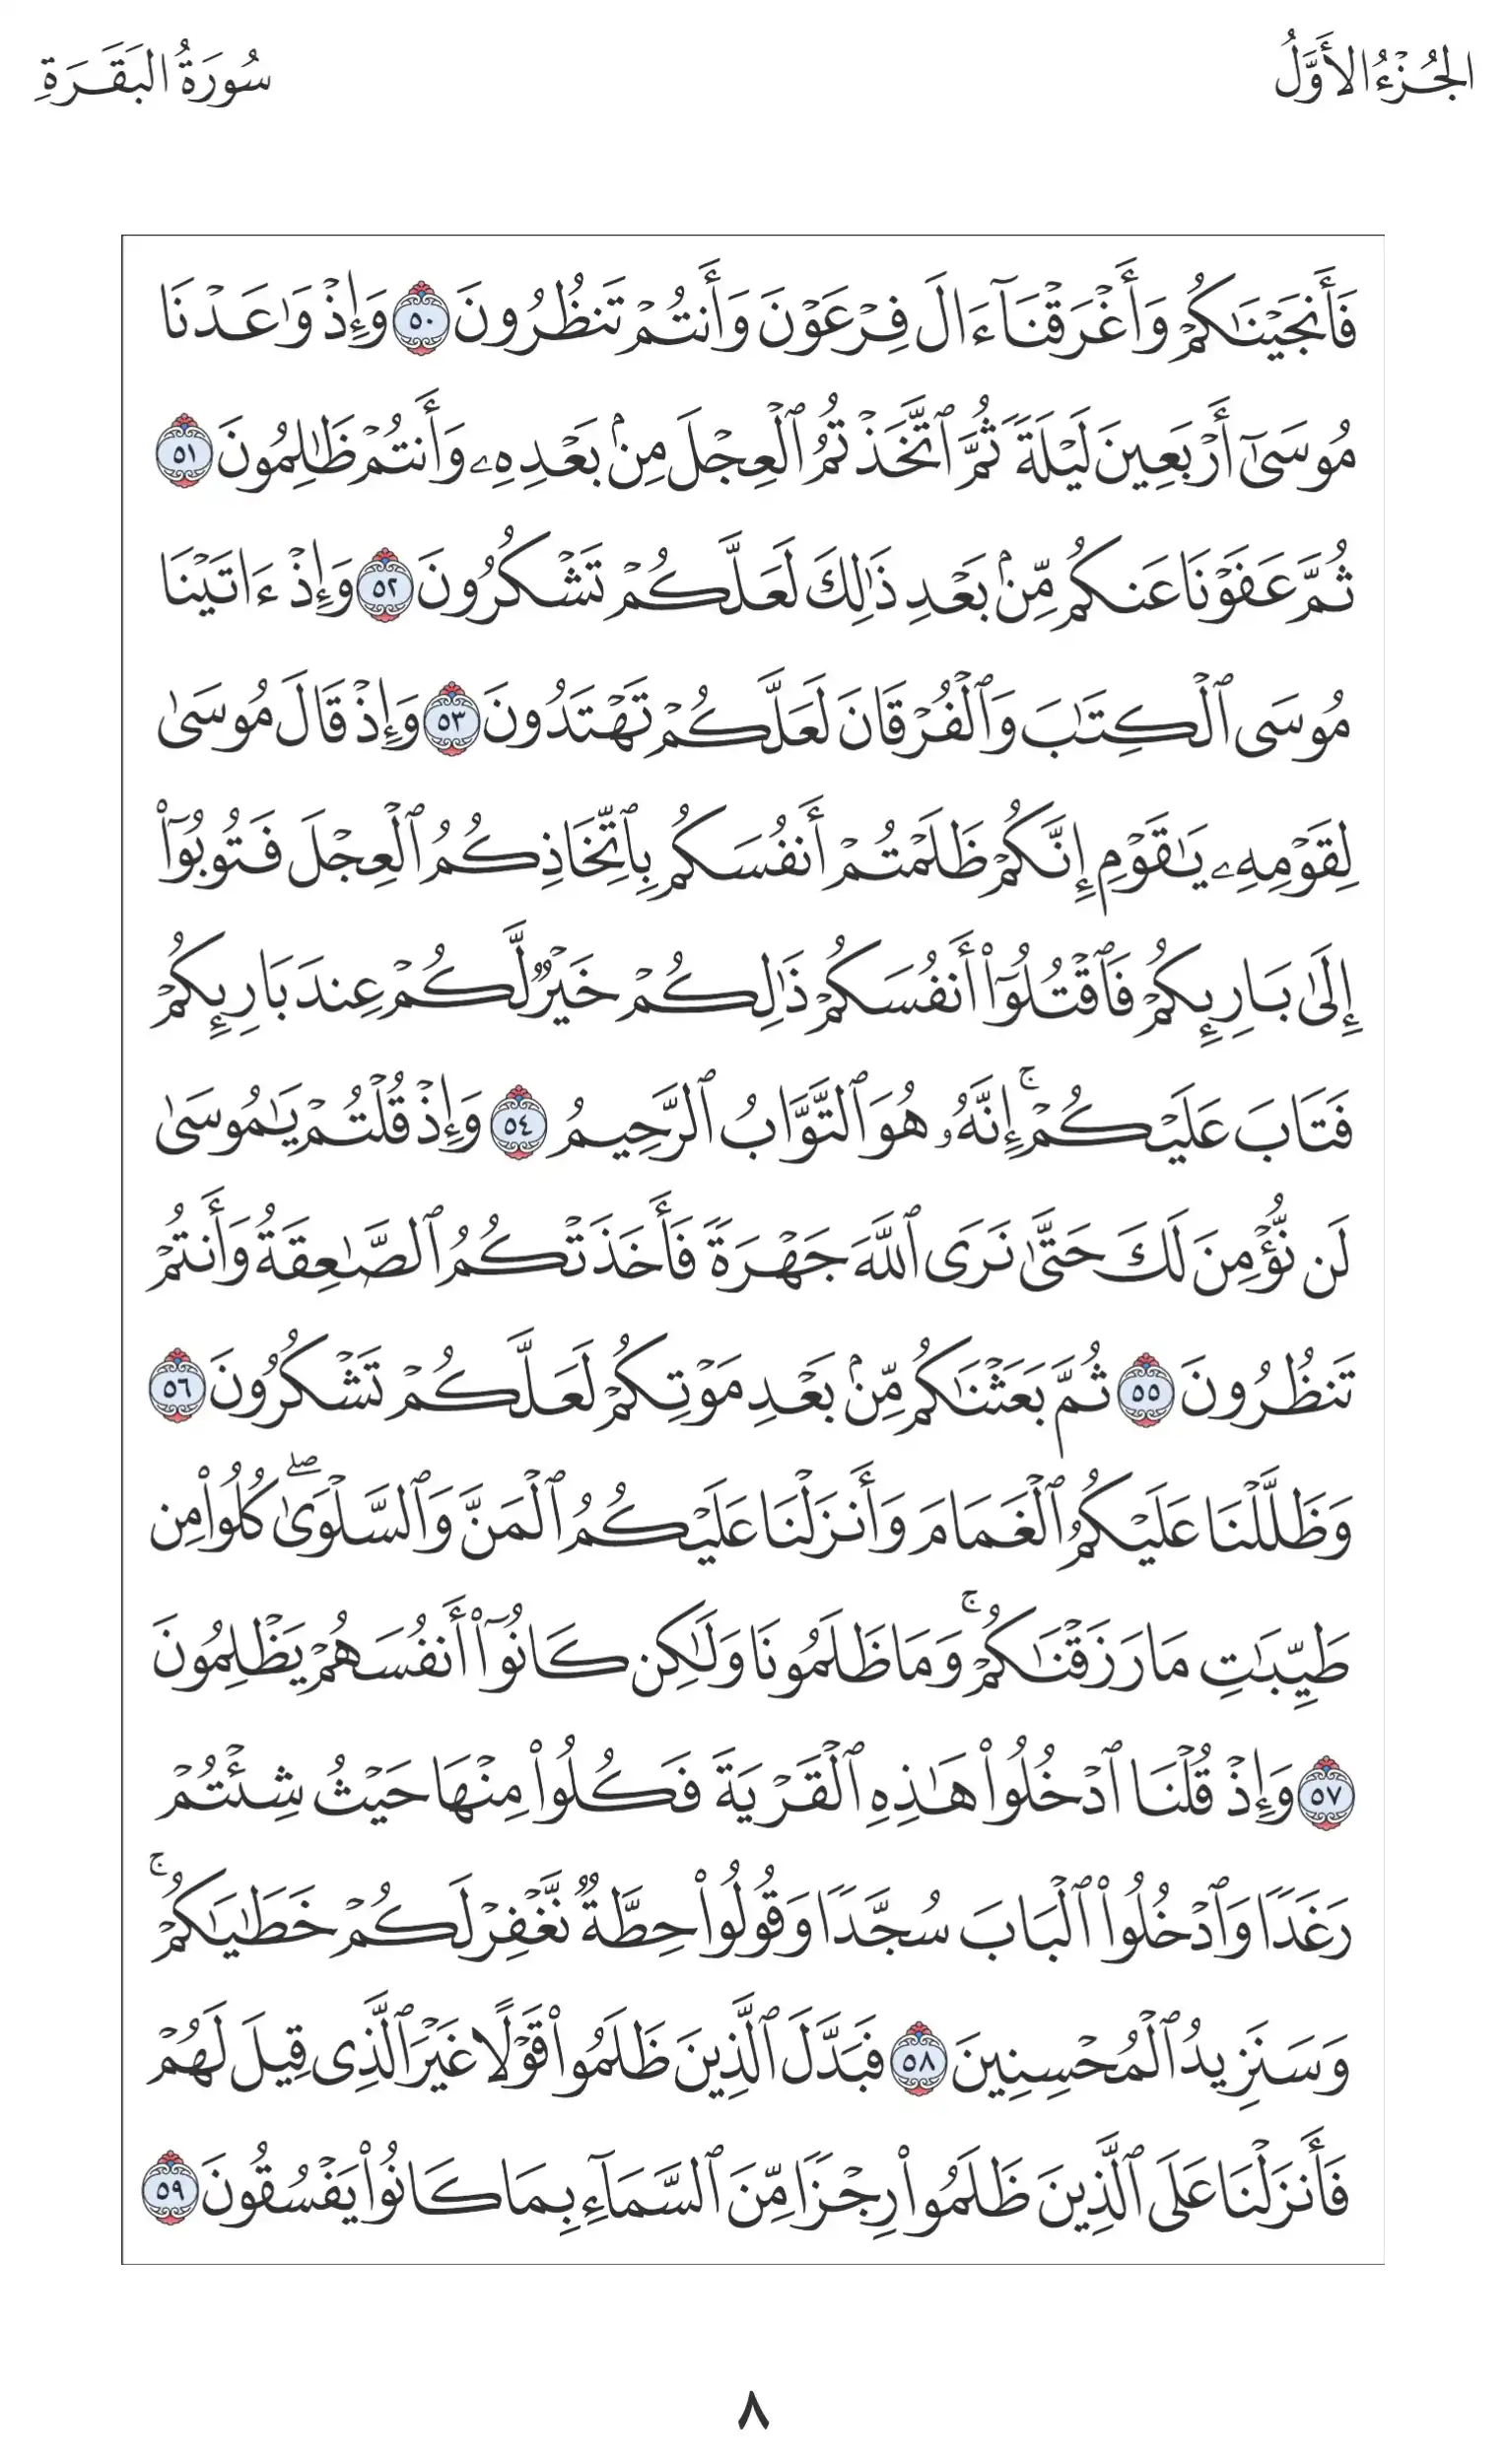 الجُزْءُ الأَوَّلُ
سُورَةُ البَقَرَةِ
فَأَنجَيْنَٰكُمْ وَأَغْرَقْنَآ ءَالَ فِرْعَوْنَ وَأَنتُمْ تَنظُرُونَ ٥٠ وَإِذْ وَٰعَدْنَا
مُوسَىٰٓ أَرْبَعِينَ لَيْلَةً ثُمَّ ٱتَّخَذْتُمُ ٱلْعِجْلَ مِنۢ بَعْدِهِۦ وَأَنتُمْ ظَٰلِمُونَ ٥١
ثُمَّ عَفَوْنَا عَنكُم مِّنۢ بَعْدِ ذَٰلِكَ لَعَلَّكُمْ تَشْكُرُونَ ٥٢ وَإِذْ ءَاتَيْنَا
مُوسَى ٱلْكِتَٰبَ وَٱلْفُرْقَانَ لَعَلَّكُمْ تَهْتَدُونَ ٥٣ وَإِذْ قَالَ مُوسَىٰ
لِقَوْمِهِۦ يَٰقَوْمِ إِنَّكُمْ ظَلَمْتُمْ أَنفُسَكُم بِٱتِّخَاذِكُمُ ٱلْعِجْلَ فَتُوبُوٓا۟
إِلَىٰ بَارِئِكُمْ فَٱقْتُلُوٓا۟ أَنفُسَكُمْ ذَٰلِكُمْ خَيْرٌ لَّكُمْ عِندَ بَارِئِكُمْ
فَتَابَ عَلَيْكُمْ ۚ إِنَّهُۥ هُوَ ٱلتَّوَّابُ ٱلرَّحِيمُ ٥٤ وَإِذْ قُلْتُمْ يَٰمُوسَىٰ
لَن نُّؤْمِنَ لَكَ حَتَّىٰ نَرَى ٱللَّهَ جَهْرَةً فَأَخَذَتْكُمُ ٱلصَّٰعِقَةُ وَأَنتُمْ
تَنظُرُونَ ٥٥ ثُمَّ بَعَثْنَٰكُم مِّنۢ بَعْدِ مَوْتِكُمْ لَعَلَّكُمْ تَشْكُرُونَ ٥٦
وَظَلَّلْنَا عَلَيْكُمُ ٱلْغَمَامَ وَأَنزَلْنَا عَلَيْكُمُ ٱلْمَنَّ وَٱلسَّلْوَىٰ ۖ كُلُوا۟ مِن
طَيِّبَٰتِ مَا رَزَقْنَٰكُمْ ۚ وَمَا ظَلَمُونَا وَلَٰكِن كَانُوٓا۟ أَنفُسَهُمْ يَظْلِمُونَ
٥٧ وَإِذْ قُلْنَا ٱدْخُلُوا۟ هَٰذِهِ ٱلْقَرْيَةَ فَكُلُوا۟ مِنْهَا حَيْثُ شِئْتُمْ
رَغَدًا وَٱدْخُلُوا۟ ٱلْبَابَ سُجَّدًا وَقُولُوا۟ حِطَّةٌ نَّغْفِرْ لَكُمْ خَطَٰيَٰكُمْ ۚ
وَسَنَزِيدُ ٱلْمُحْسِنِينَ ٥٨ فَبَدَّلَ ٱلَّذِينَ ظَلَمُوا۟ قَوْلًا غَيْرَ ٱلَّذِى قِيلَ لَهُمْ
فَأَنزَلْنَا عَلَى ٱلَّذِينَ ظَلَمُوا۟ رِجْزًا مِّنَ ٱلسَّمَآءِ بِمَا كَانُوا۟ يَفْسُقُونَ ٥٩
٨